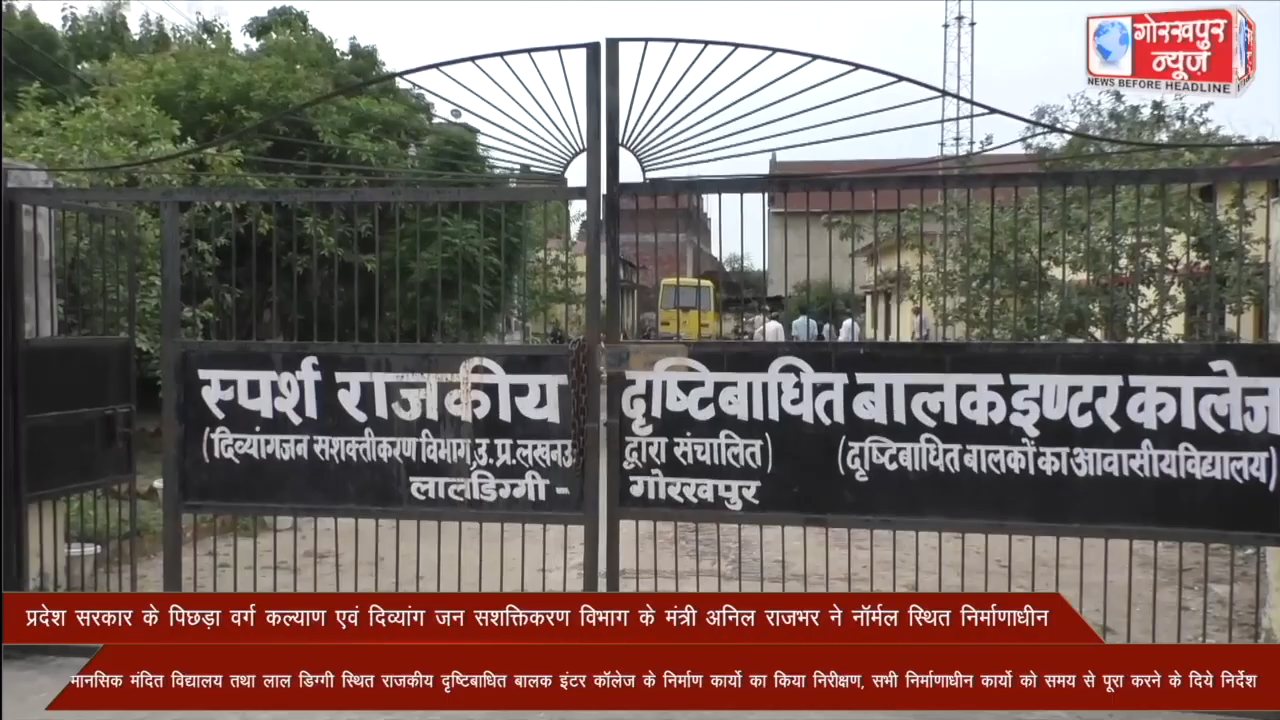 गोरखपुर
न्यूज़
NEWS BEFORE HEADLINE
स्पर्श राजकीय दृष्टिबाधित बालक इण्टर कालेज
(दिव्यांगजन सशक्तीकरण विभाग,उ.प्र.लखनऊ द्वारा संचालित) (दृष्टिबाधित बालकों का आवासीय विद्यालय)
लालडिग्गी - गोरखपुर
प्रदेश सरकार के पिछड़ा वर्ग कल्याण एवं दिव्यांग जन सशक्तिकरण विभाग के मंत्री अनिल राजभर ने नॉर्मल स्थित निर्माणाधीन
मानसिक मंदित विद्यालय तथा लाल डिग्गी स्थित राजकीय दृष्टिबाधित बालक इंटर कॉलेज के निर्माण कार्यो का किया निरीक्षण, सभी निर्माणाधीन कार्यो को समय से पूरा करने के दिये निर्देश